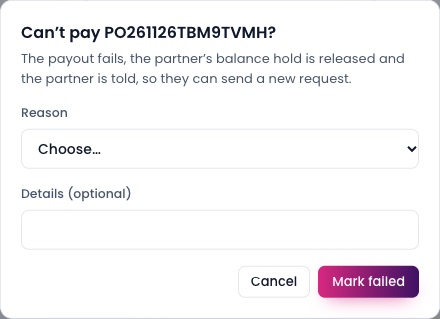 Can’t pay PO261126TBM9TVMH?
The payout fails, the partner’s balance hold is released and
the partner is told, so they can send a new request.
Reason
Choose...
Details (optional)
Cancel
Mark failed